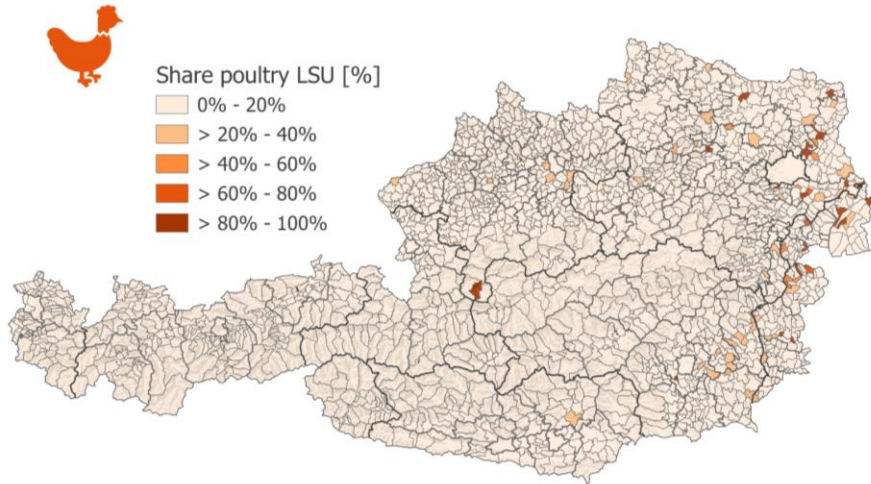 Share poultry LSU [%]
0% - 20%
> 20% - 40%
> 40% - 60%
> 60% - 80%
> 80% - 100%